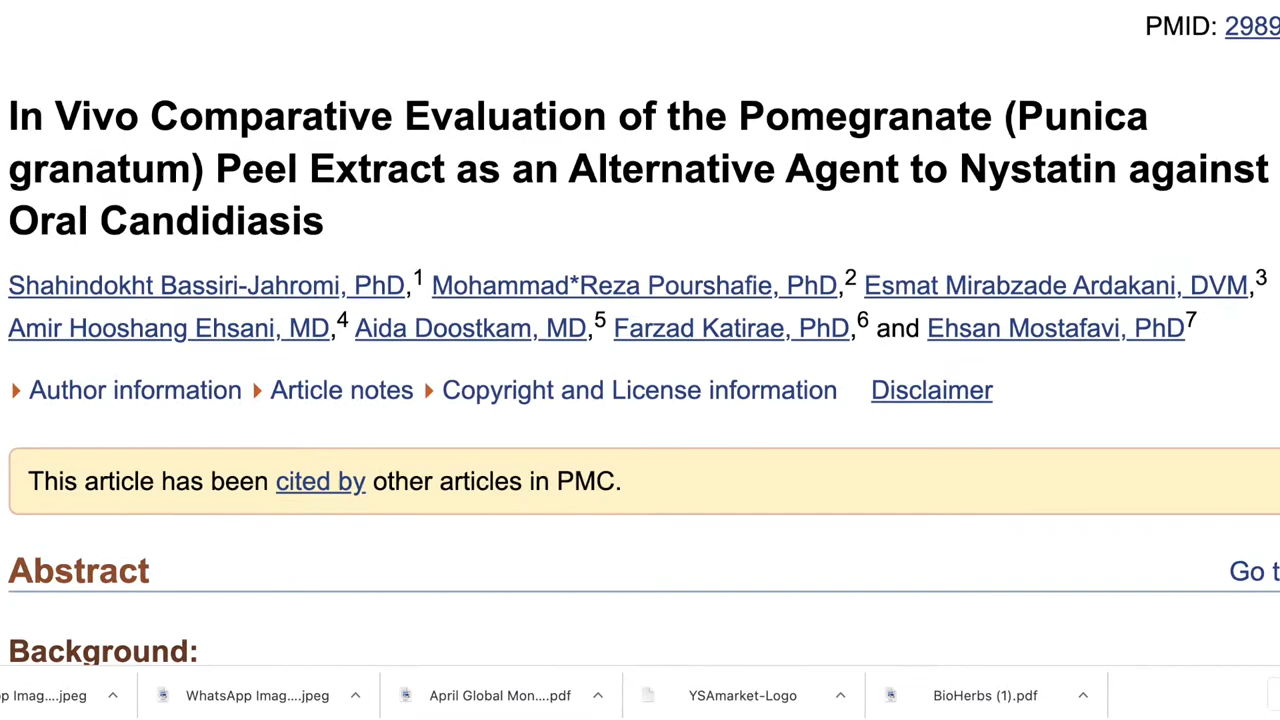 PMID: 2989
In Vivo Comparative Evaluation of the Pomegranate (Punica
granatum) Peel Extract as an Alternative Agent to Nystatin against
Oral Candidiasis
Shahindokht Bassiri-Jahromi, PhD,1 Mohammad*Reza Pourshafie, PhD,2 Esmat Mirabzade Ardakani, DVM,3
Amir Hooshang Ehsani, MD,4 Aida Doostkam, MD,5 Farzad Katirae, PhD,6 and Ehsan Mostafavi, PhD7
Author information Article notes Copyright and License information Disclaimer
This article has been cited by other articles in PMC.
Abstract Go t
Background:
p Imag....jpeg WhatsApp Imag....jpeg April Global Mon....pdf YSAmarket-Logo BioHerbs (1).pdf